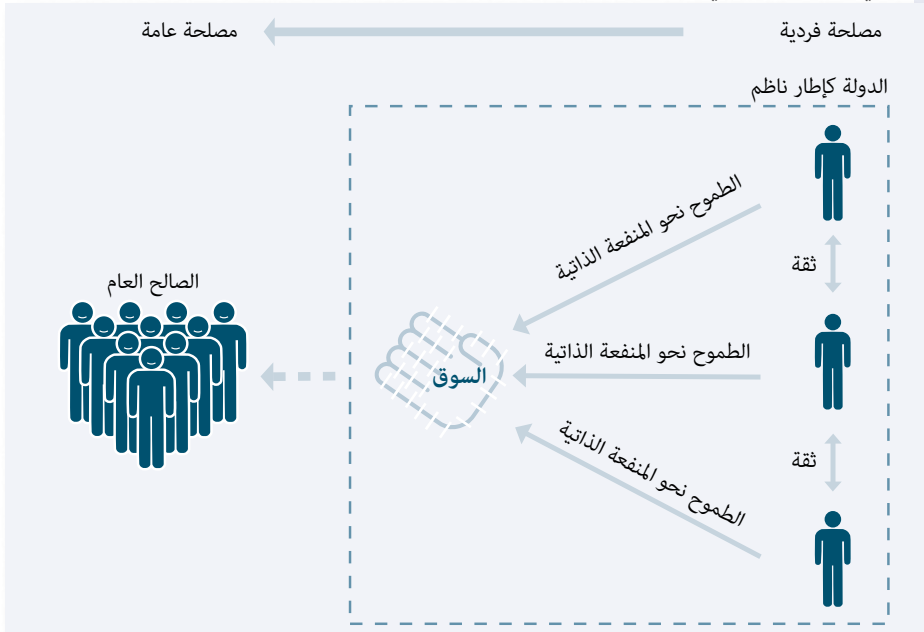 مصلحة فردية
مصلحة عامة
الدولة كإطار ناظم
الطموح نحو المنفعة الذاتية
ثقة
الصالح العام
الطموح نحو المنفعة الذاتية
السوق
ثقة
الطموح نحو المنفعة الذاتية